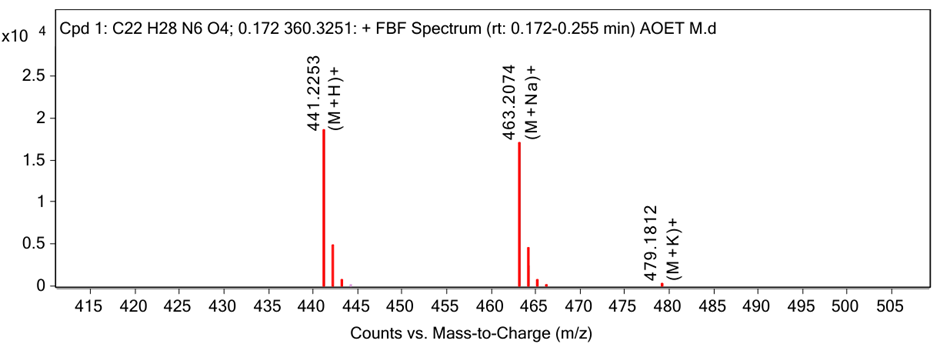 Cpd 1: C22 H28 N6 O4; 0.172 360.3251: + FBF Spectrum (rt: 0.172-0.255 min) AOET M.d
x10 4
2.5
2
1.5
1
0.5
0
441.2253
(M+H)+
463.2074
(M+Na)+
479.1812
(M+K)+
415 420 425 430 435 440 445 450 455 460 465 470 475 480 485 490 495 500 505
Counts vs. Mass-to-Charge (m/z)